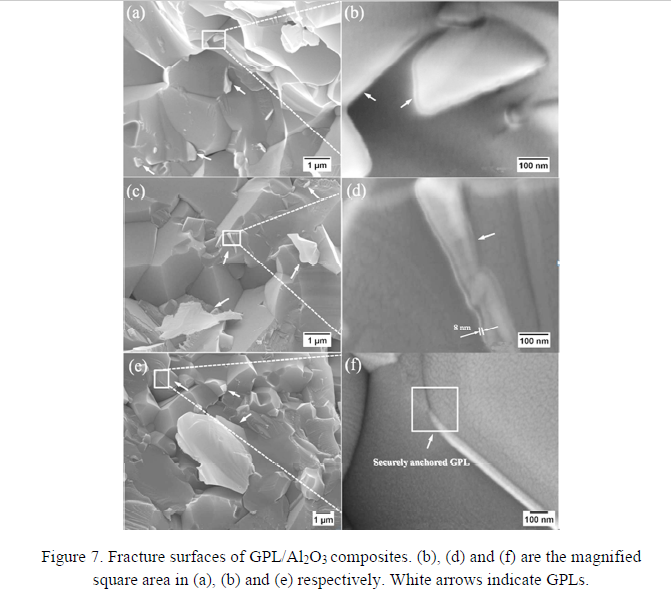 (a)
(b)
1 μm
100 nm
(c)
(d)
8 nm
1 μm
100 nm
(e)
(f)
Securely anchored GPL
1 μm
100 nm
Figure 7. Fracture surfaces of GPL/Al₂O₃ composites. (b), (d) and (f) are the magnified
square area in (a), (b) and (e) respectively. White arrows indicate GPLs.